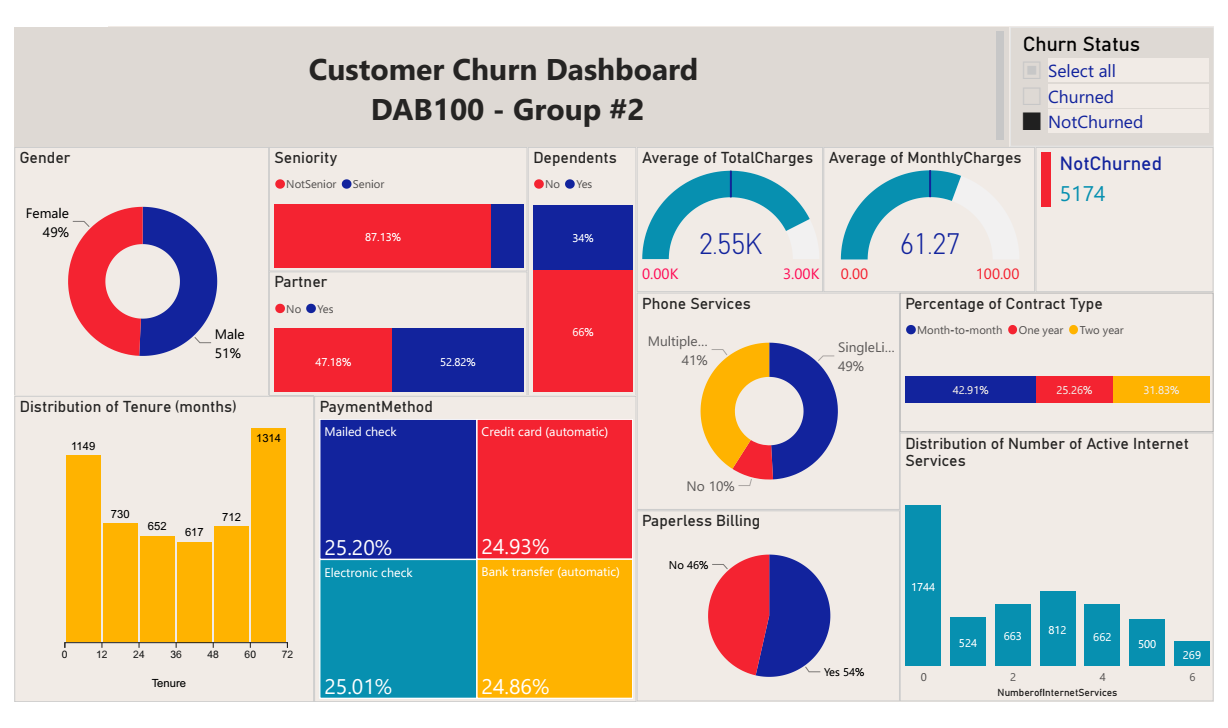 Customer Churn Dashboard
DAB100 - Group #2
Churn Status
Select all
Churned
NotChurned
Gender
Female
49%
Male
51%
Seniority
NotSenior Senior
87.13%
Partner
No Yes
47.18% 52.82%
Dependents
No Yes
34%
66%
Average of TotalCharges
2.55K
0.00K 3.00K
Average of MonthlyCharges
61.27
0.00 100.00
NotChurned
5174
Phone Services
Multiple...
41%
SingleLi...
49%
No 10%
Percentage of Contract Type
Month-to-month One year Two year
42.91% 25.26% 31.83%
Distribution of Tenure (months)
1149 730 652 617 712 1314
0 12 24 36 48 60 72
Tenure
PaymentMethod
Mailed check
25.20%
Credit card (automatic)
24.93%
Electronic check
25.01%
Bank transfer (automatic)
24.86%
Paperless Billing
No 46%
Yes 54%
Distribution of Number of Active Internet
Services
1744 524 663 812 662 500 269
0 2 4 6
NumberofInternetServices